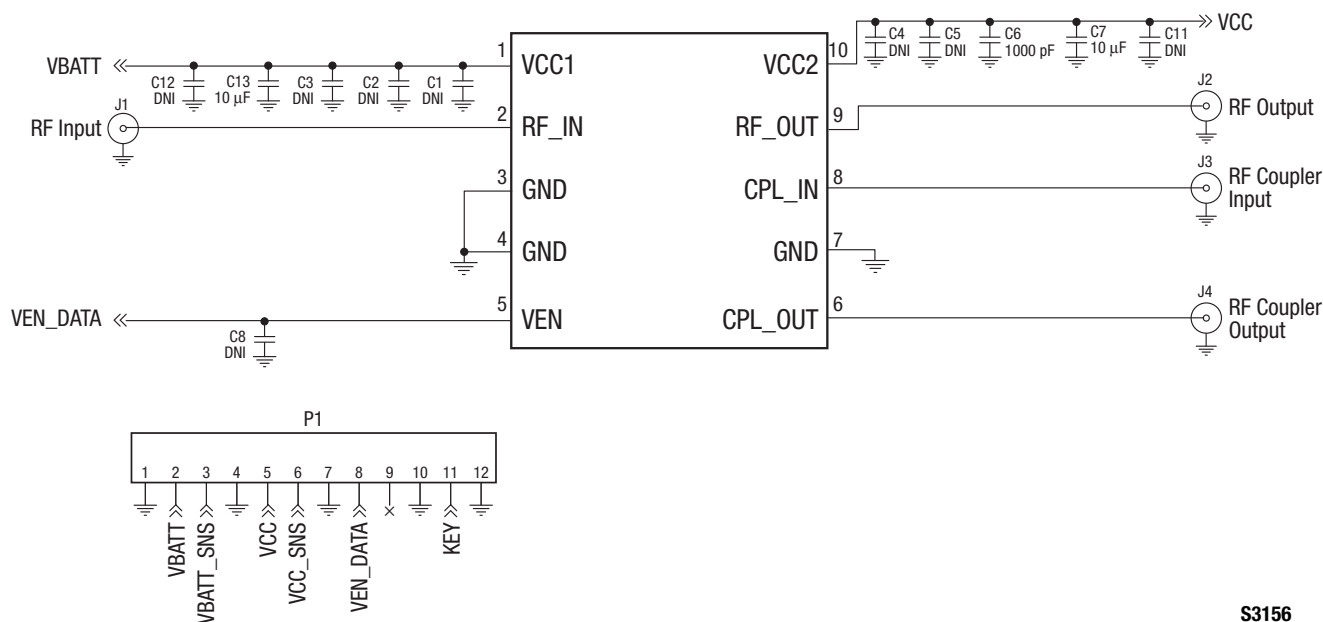 VCC
C4
DNI
C5
DNI
C6
1000 pF
C7
10 µF
C11
DNI
VBATT
C12
DNI
C13
10 µF
C3
DNI
C2
DNI
C1
DNI
1
VCC1
10
VCC2
J1
RF Input
2
RF_IN
9
RF_OUT
J2
RF Output
3
GND
8
CPL_IN
J3
RF Coupler
Input
4
GND
7
GND
VEN_DATA
C8
DNI
5
VEN
6
CPL_OUT
J4
RF Coupler
Output
P1
1 2 3 4 5 6 7 8 9 10 11 12
VBATT
VBATT_SNS
VCC
VCC_SNS
VEN_DATA
KEY
S3156